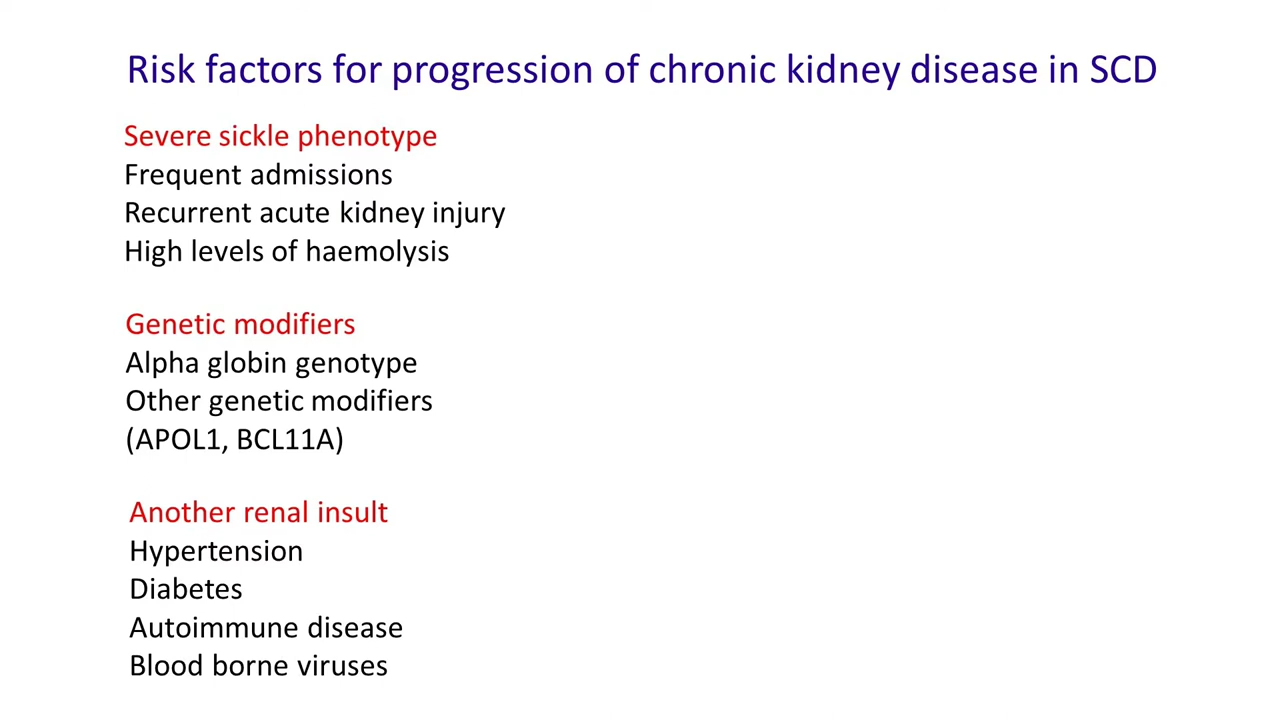 Risk factors for progression of chronic kidney disease in SCD
Severe sickle phenotype
Frequent admissions
Recurrent acute kidney injury
High levels of haemolysis
Genetic modifiers
Alpha globin genotype
Other genetic modifiers
(APOL1, BCL11A)
Another renal insult
Hypertension
Diabetes
Autoimmune disease
Blood borne viruses